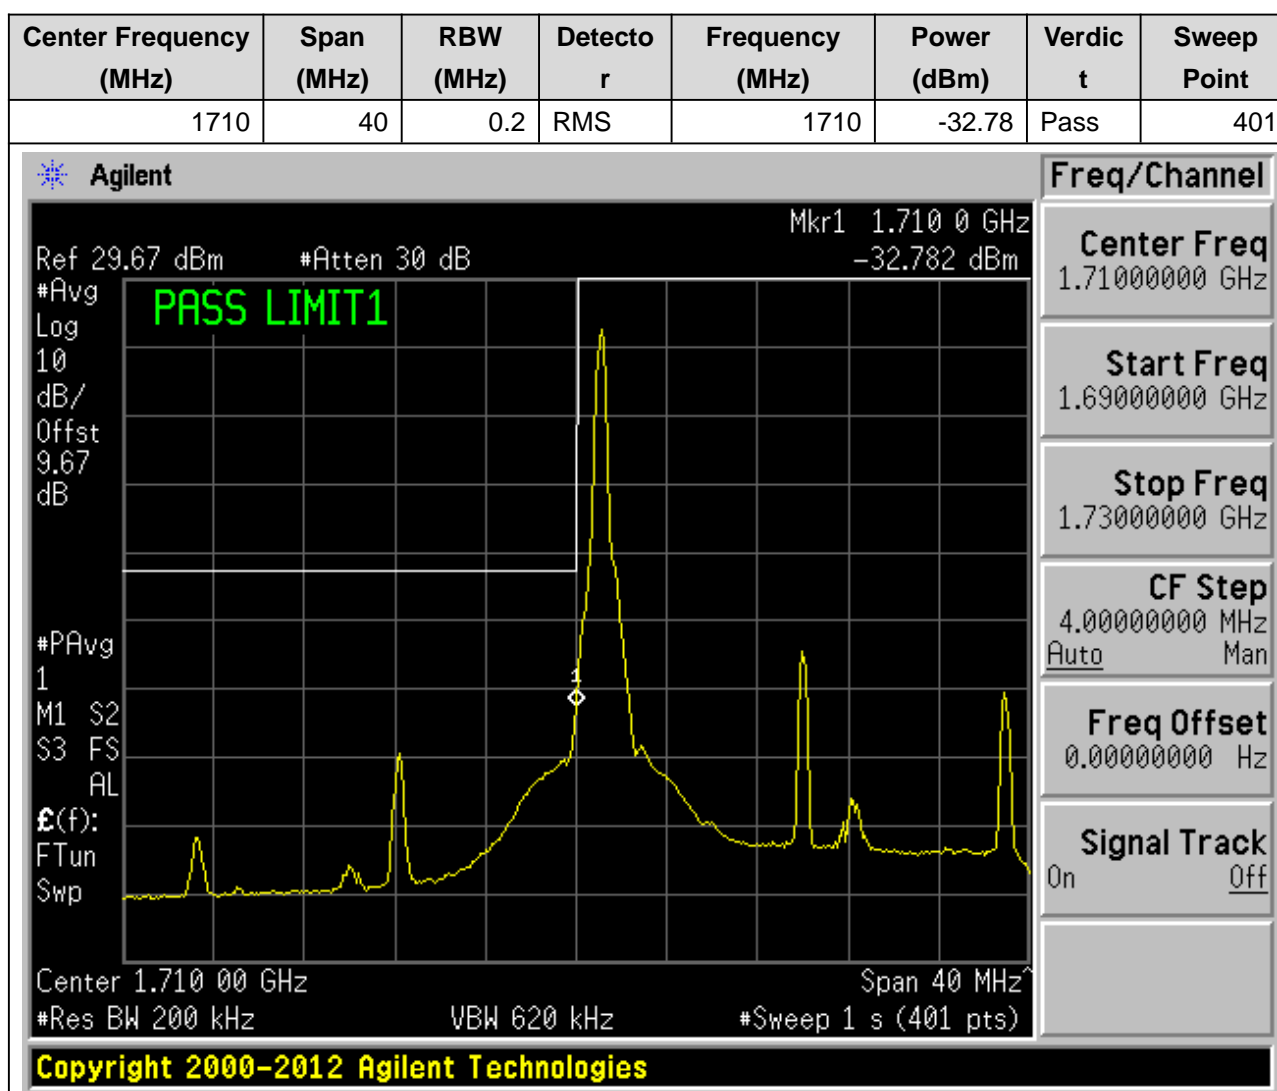 Center Frequency (MHz) Span (MHz) RBW (MHz) Detector Frequency (MHz) Power (dBm) Verdict Sweep Point
1710 40 0.2 RMS 1710 -32.78 Pass 401
Agilent
Freq/Channel
Mkr1 1.710 0 GHz
Ref 29.67 dBm #Atten 30 dB -32.782 dBm
#Avg
Log
10
dB/
Offst
9.67
dB
PASS LIMIT1
1
#PAvg
1
M1 S2
S3 FS
AL
£(f):
FTun
Swp
Center 1.710 00 GHz Span 40 MHz^
#Res BW 200 kHz VBW 620 kHz #Sweep 1 s (401 pts)
Center Freq
1.71000000 GHz
Start Freq
1.69000000 GHz
Stop Freq
1.73000000 GHz
CF Step
4.00000000 MHz
Auto Man
Freq Offset
0.00000000 Hz
Signal Track
On Off
Copyright 2000-2012 Agilent Technologies